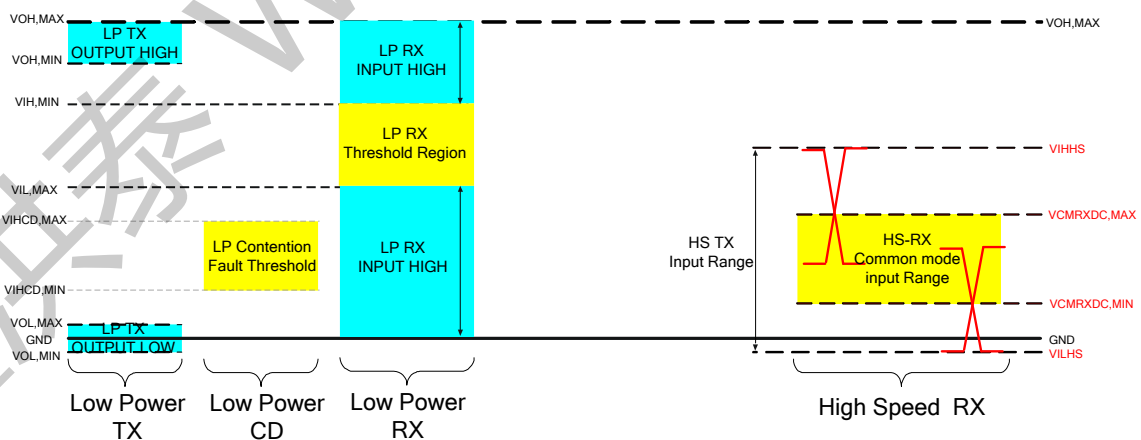 VOH,MAX
LP TX
OUTPUT HIGH
VOH,MIN
VIH,MIN
VIL,MAX
VIHCD,MAX
VIHCD,MIN
VOL,MAX
GND
VOL,MIN
LP TX
OUTPUT LOW
LP Contention
Fault Threshold
LP RX
INPUT HIGH
LP RX
Threshold Region
LP RX
INPUT HIGH
HS TX
Input Range
HS-RX
Common mode
input Range
VOH,MAX
VIHHS
VCMRXDC,MAX
VCMRXDC,MIN
GND
VILHS
Low Power
TX
Low Power
CD
Low Power
RX
High Speed RX
泰